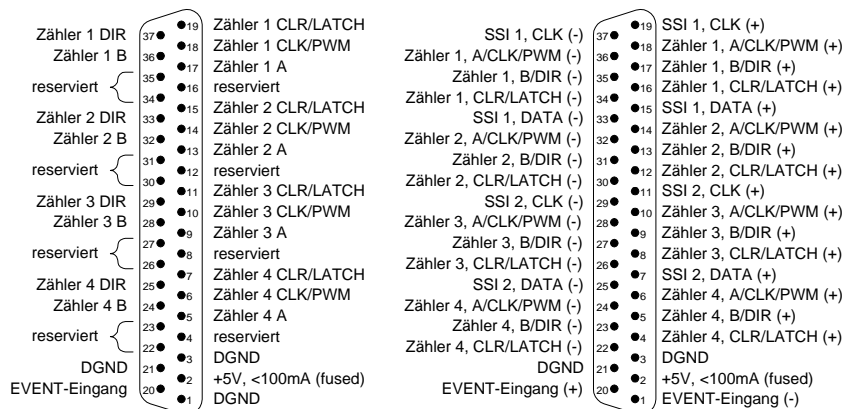 19 Zähler 1 CLR/LATCH
Zähler 1 DIR 37
18 Zähler 1 CLK/PWM
Zähler 1 B 36
17 Zähler 1 A
35
reserviert
16 reserviert
34
15 Zähler 2 CLR/LATCH
Zähler 2 DIR 33
14 Zähler 2 CLK/PWM
Zähler 2 B 32
13 Zähler 2 A
31
reserviert
12 reserviert
30
11 Zähler 3 CLR/LATCH
Zähler 3 DIR 29
10 Zähler 3 CLK/PWM
Zähler 3 B 28
9 Zähler 3 A
27
reserviert
8 reserviert
26
7 Zähler 4 CLR/LATCH
Zähler 4 DIR 25
6 Zähler 4 CLK/PWM
Zähler 4 B 24
5 Zähler 4 A
23
reserviert
4 reserviert
22
3 DGND
DGND 21
2 +5V, <100mA (fused)
EVENT-Eingang 20
1 DGND
19 SSI 1, CLK (+)
SSI 1, CLK (-) 37
18 Zähler 1, A/CLK/PWM (+)
Zähler 1, A/CLK/PWM (-) 36
17 Zähler 1, B/DIR (+)
Zähler 1, B/DIR (-) 35
16 Zähler 1, CLR/LATCH (+)
Zähler 1, CLR/LATCH (-) 34
15 SSI 1, DATA (+)
SSI 1, DATA (-) 33
14 Zähler 2, A/CLK/PWM (+)
Zähler 2, A/CLK/PWM (-) 32
13 Zähler 2, B/DIR (+)
Zähler 2, B/DIR (-) 31
12 Zähler 2, CLR/LATCH (+)
Zähler 2, CLR/LATCH (-) 30
11 SSI 2, CLK (+)
SSI 2, CLK (-) 29
10 Zähler 3, A/CLK/PWM (+)
Zähler 3, A/CLK/PWM (-) 28
9 Zähler 3, B/DIR (+)
Zähler 3, B/DIR (-) 27
8 Zähler 3, CLR/LATCH (+)
Zähler 3, CLR/LATCH (-) 26
7 SSI 2, DATA (+)
SSI 2, DATA (-) 25
6 Zähler 4, A/CLK/PWM (+)
Zähler 4, A/CLK/PWM (-) 24
5 Zähler 4, B/DIR (+)
Zähler 4, B/DIR (-) 23
4 Zähler 4, CLR/LATCH (+)
Zähler 4, CLR/LATCH (-) 22
3 DGND
DGND 21
2 +5V, <100mA (fused)
EVENT-Eingang (+) 20
1 EVENT-Eingang (-)